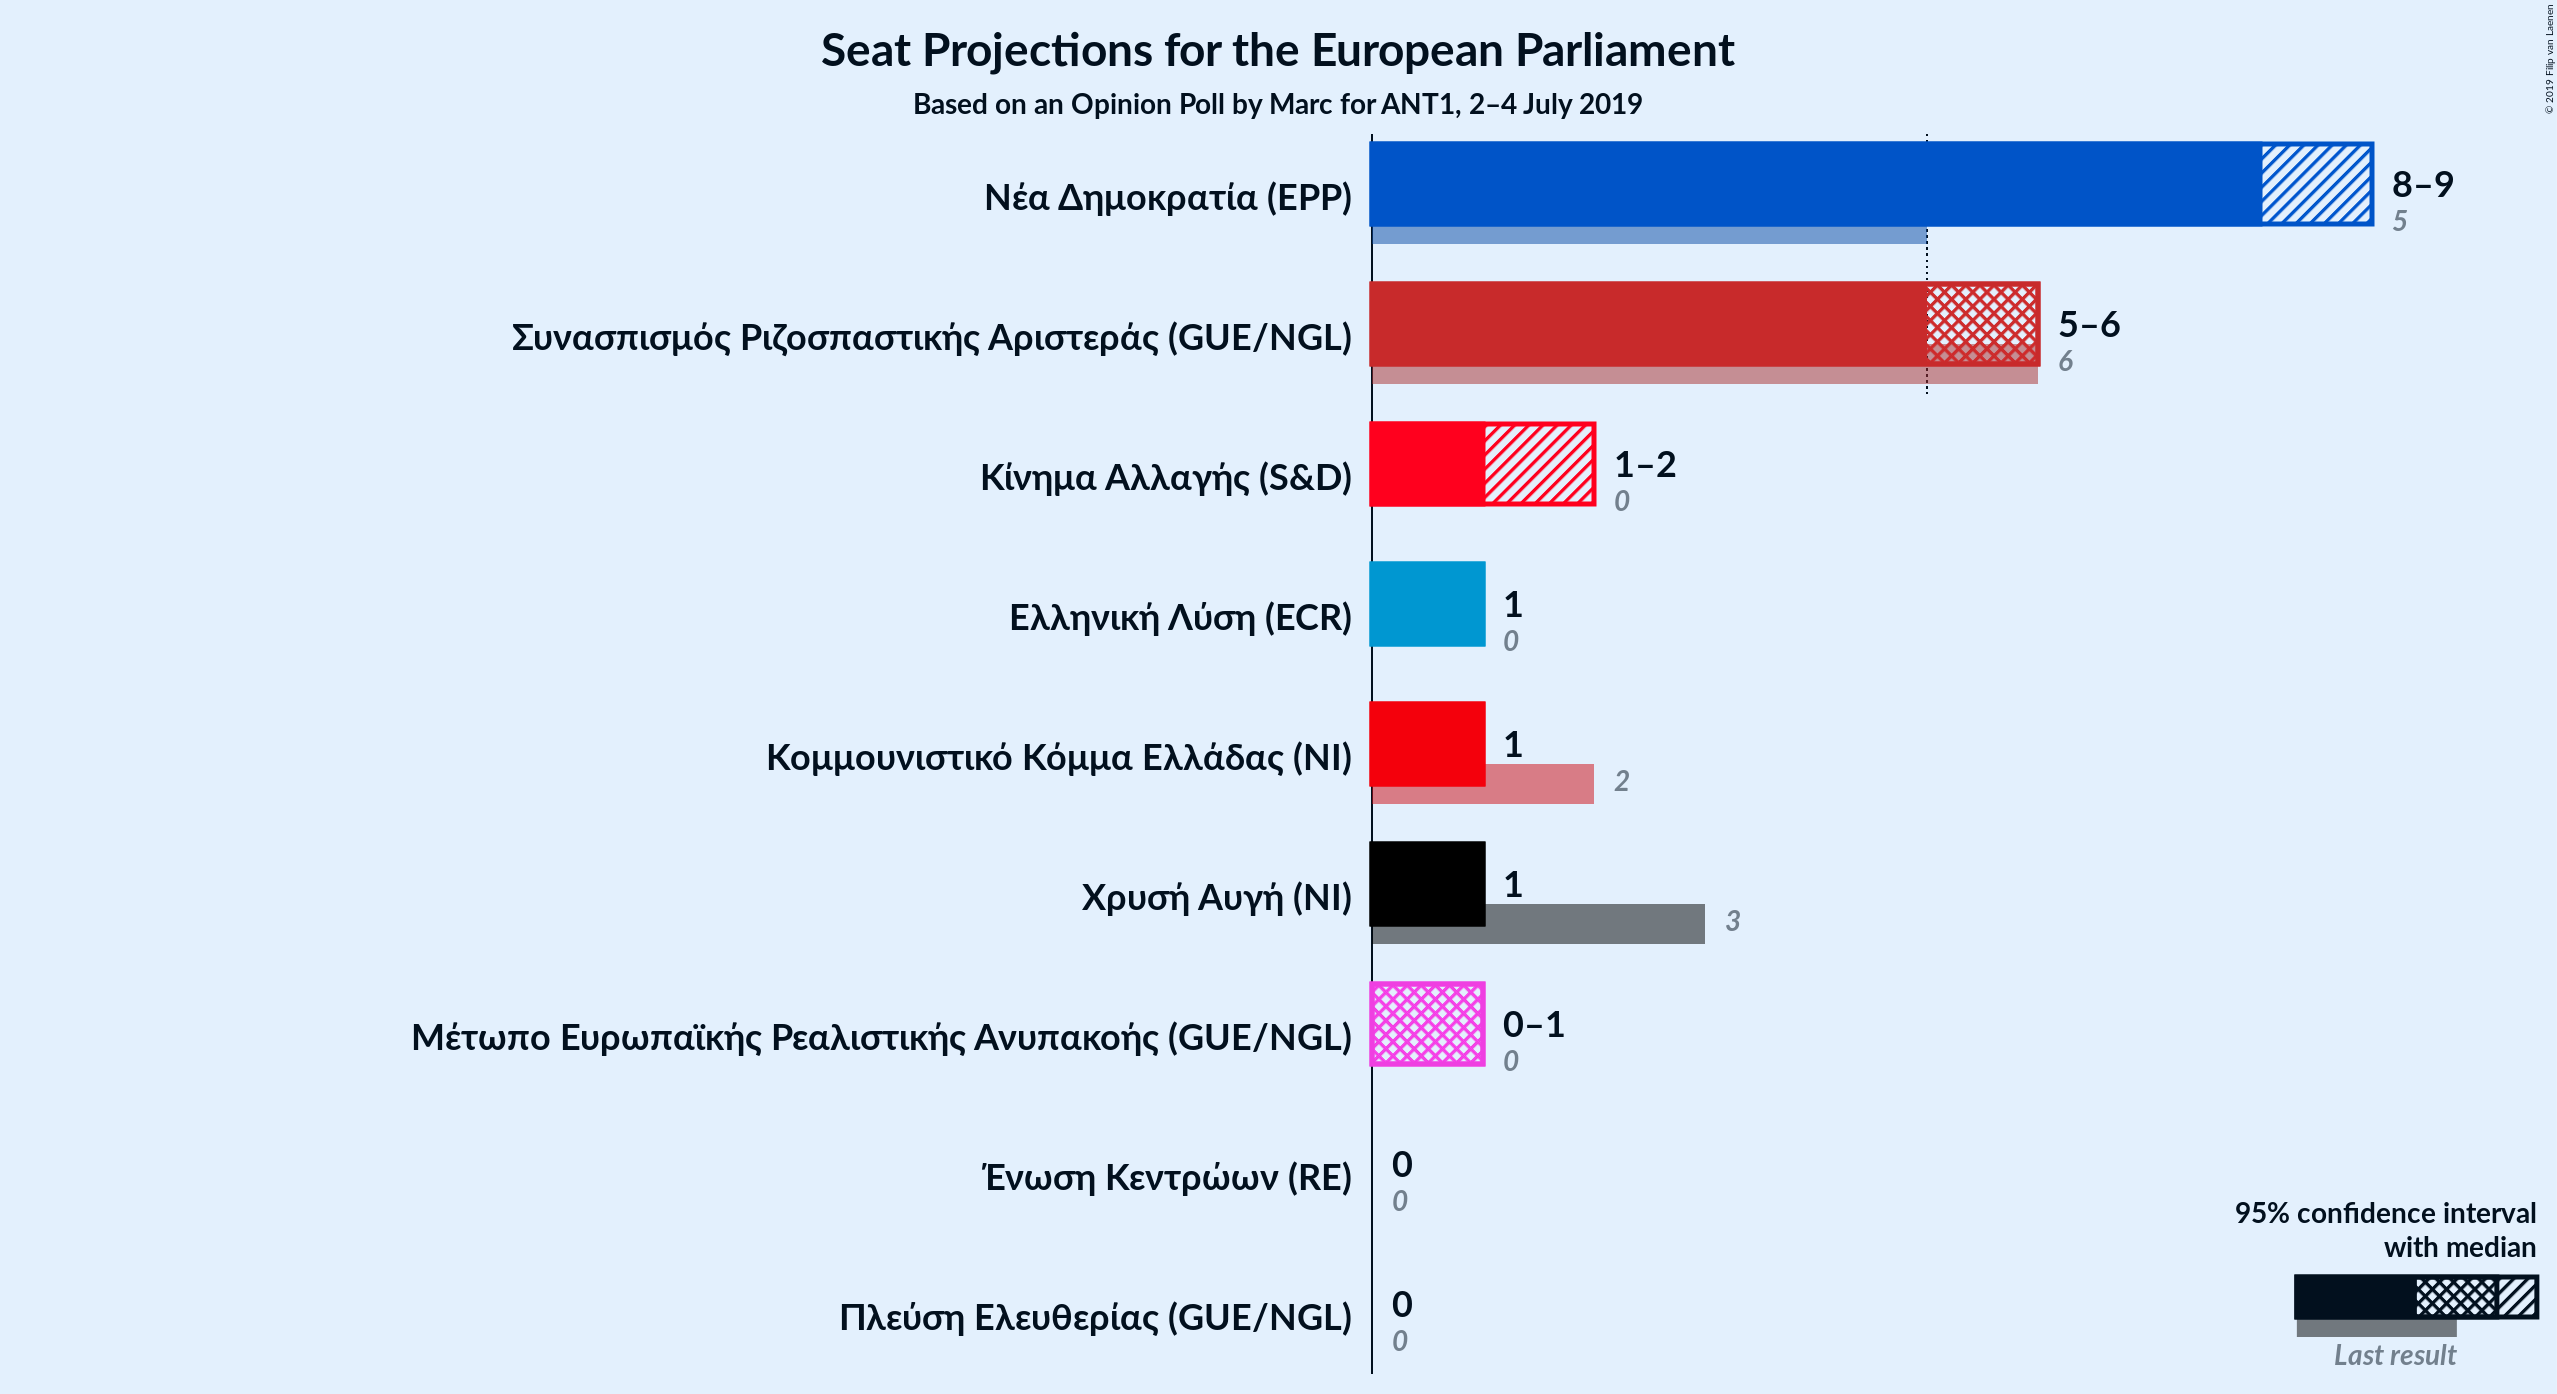 Seat Projections for the European Parliament
Based on an Opinion Poll by Marc for ANT1, 2–4 July 2019
© 2019 Filip van Laenen
Νέα Δημοκρατία (EPP)
8–9
5
Συνασπισμός Ριζοσπαστικής Αριστεράς (GUE/NGL)
5–6
6
Κίνημα Αλλαγής (S&D)
1–2
0
Ελληνική Λύση (ECR)
1
0
Κομμουνιστικό Κόμμα Ελλάδας (NI)
1
2
Χρυσή Αυγή (NI)
1
3
Μέτωπο Ευρωπαϊκής Ρεαλιστικής Ανυπακοής (GUE/NGL)
0–1
0
Ένωση Κεντρώων (RE)
0
0
Πλεύση Ελευθερίας (GUE/NGL)
0
0
95% confidence interval
with median
Last result